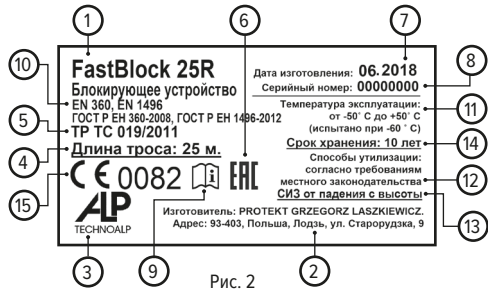 1
6
7
FastBlock 25R
Дата изготовления: 06.2018
8
10
Блокирующее устройство
Серийный номер: 00000000
EN 360, EN 1496
Температура эксплуатации:
11
ГОСТ Р ЕН 360-2008, ГОСТ Р ЕН 1496-2012
от -50˚ C до +50˚ C
5
ТР ТС 019/2011
(испытано при -60 ˚ C)
4
Длина троса: 25 м.
Срок хранения: 10 лет
14
Способы утилизации:
15
CE 0082
EAC
согласно требованиям
местного законодательства
12
СИЗ от падения с высоты
13
ALP
TECHNOALP
Изготовитель: PROTEKT GRZEGORZ LASZKIEWICZ.
Адрес: 93-403, Польша, Лодзь, ул. Старорудзка, 9
3
9
2
Рис. 2